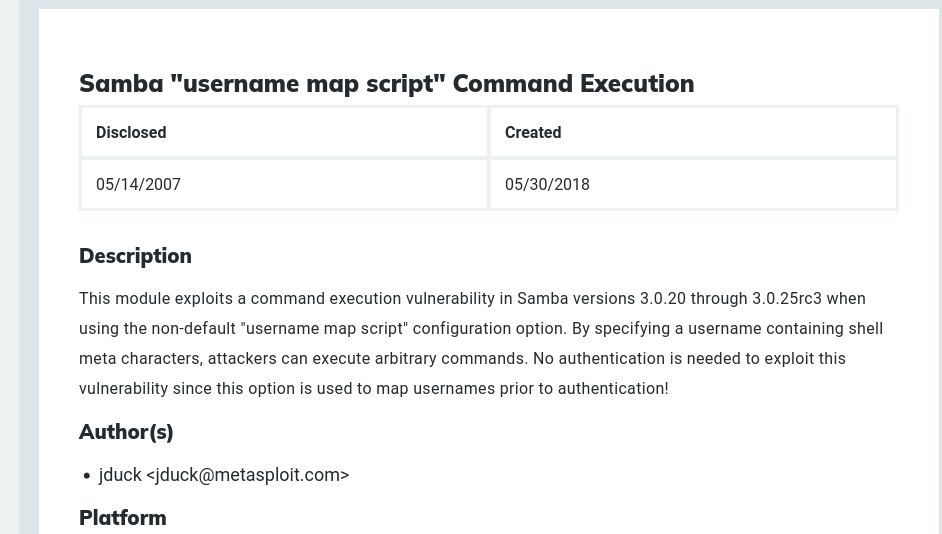 Samba "username map script" Command Execution
Disclosed Created
05/14/2007 05/30/2018
Description
This module exploits a command execution vulnerability in Samba versions 3.0.20 through 3.0.25rc3 when
using the non-default "username map script" configuration option. By specifying a username containing shell
meta characters, attackers can execute arbitrary commands. No authentication is needed to exploit this
vulnerability since this option is used to map usernames prior to authentication!
Author(s)
• jduck <jduck@metasploit.com>
Platform